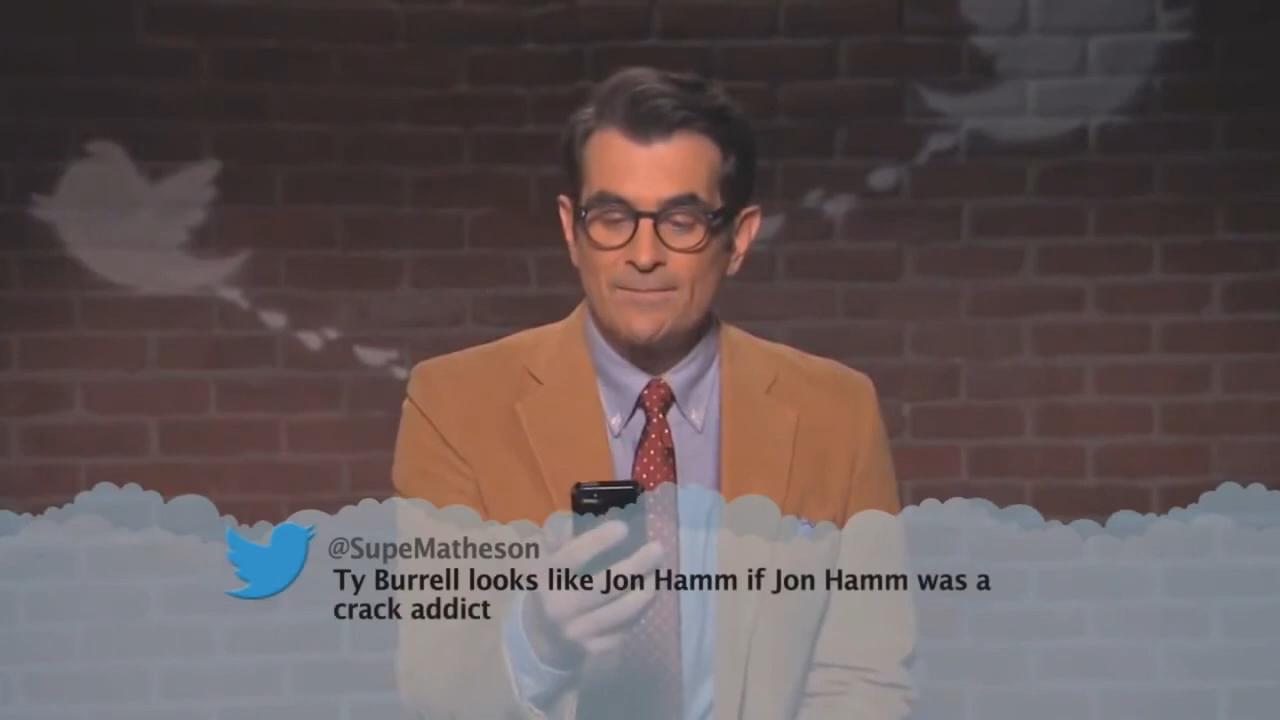 @SupeMatheson
Ty Burrell looks like Jon Hamm if Jon Hamm was a
crack addict